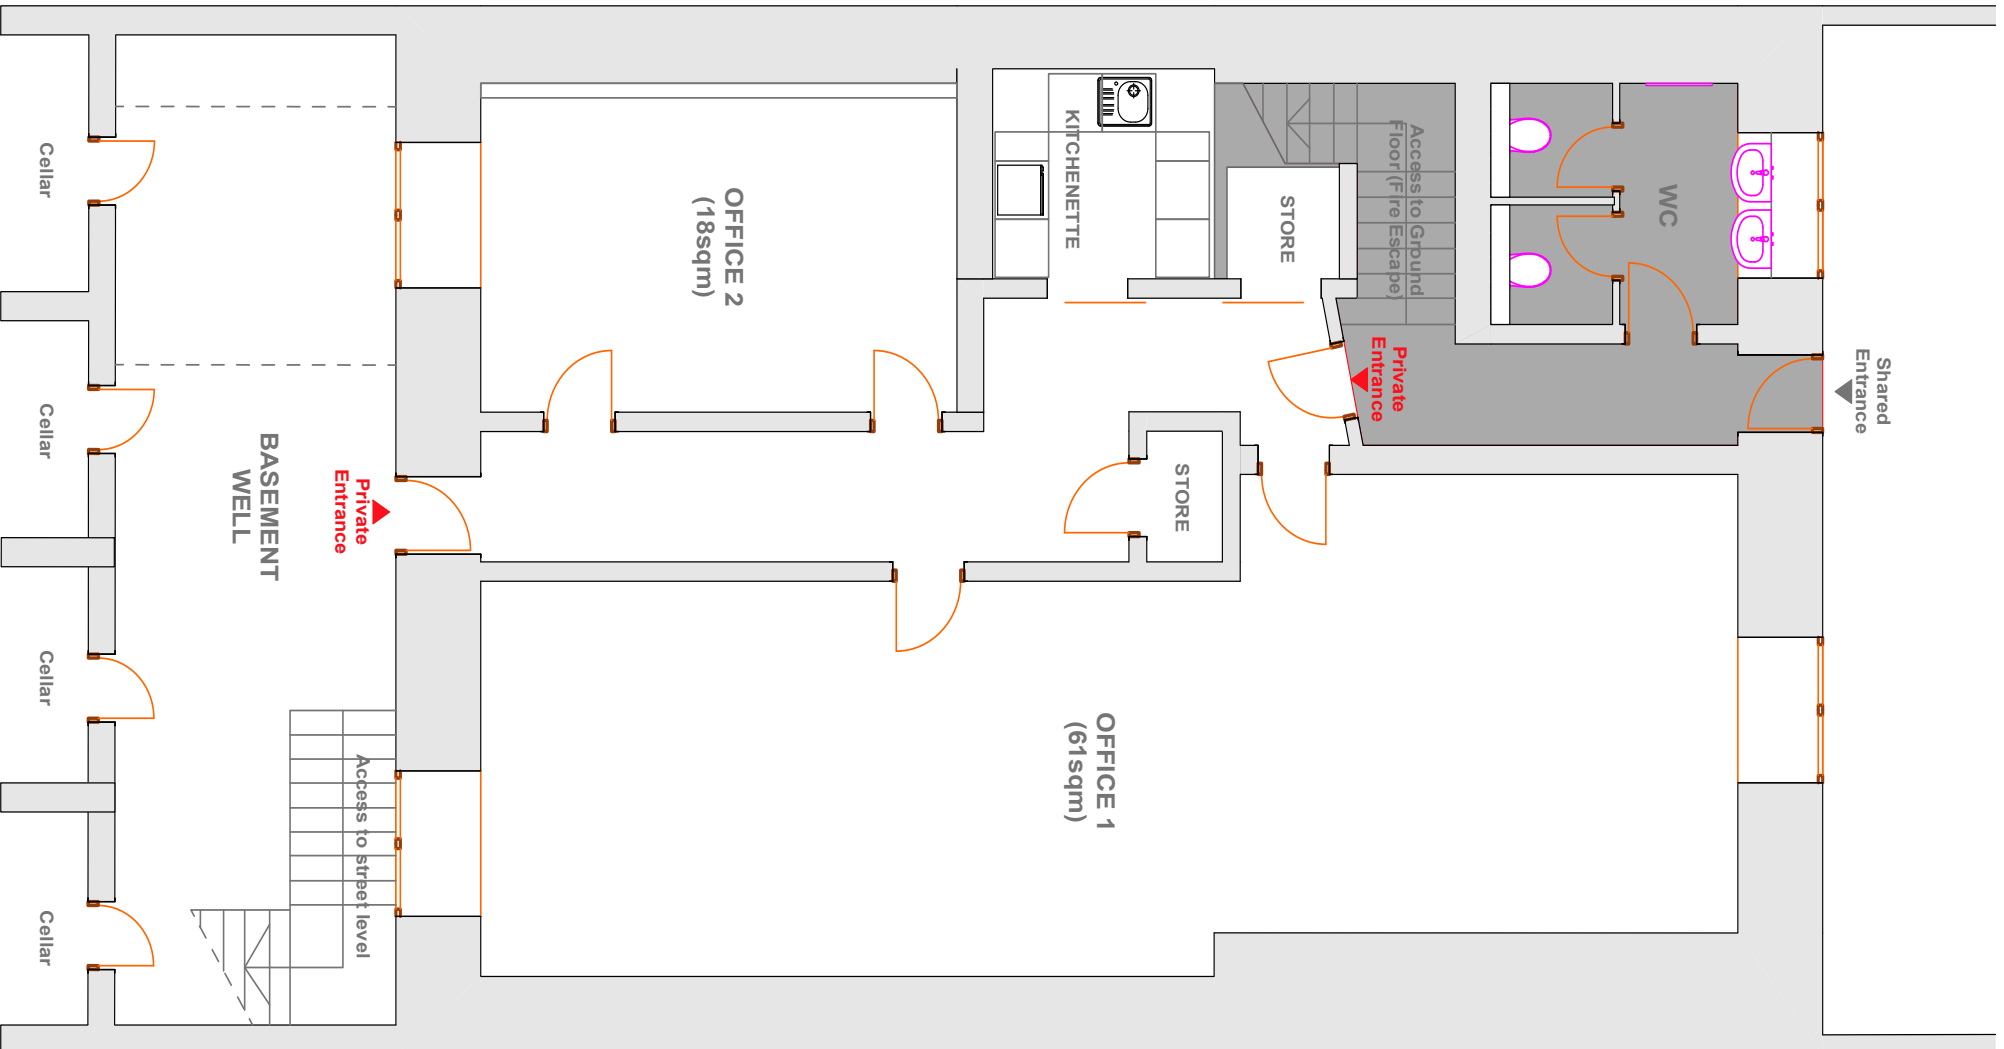 Cellar
Cellar
Cellar
Cellar
BASEMENT
WELL
Private
Entrance
Access to street level
OFFICE 2
(18sqm)
KITCHENETTE
STORE
Access to Ground
Floor (Fire Escape)
WC
Private
Entrance
Shared
Entrance
STORE
OFFICE 1
(61sqm)